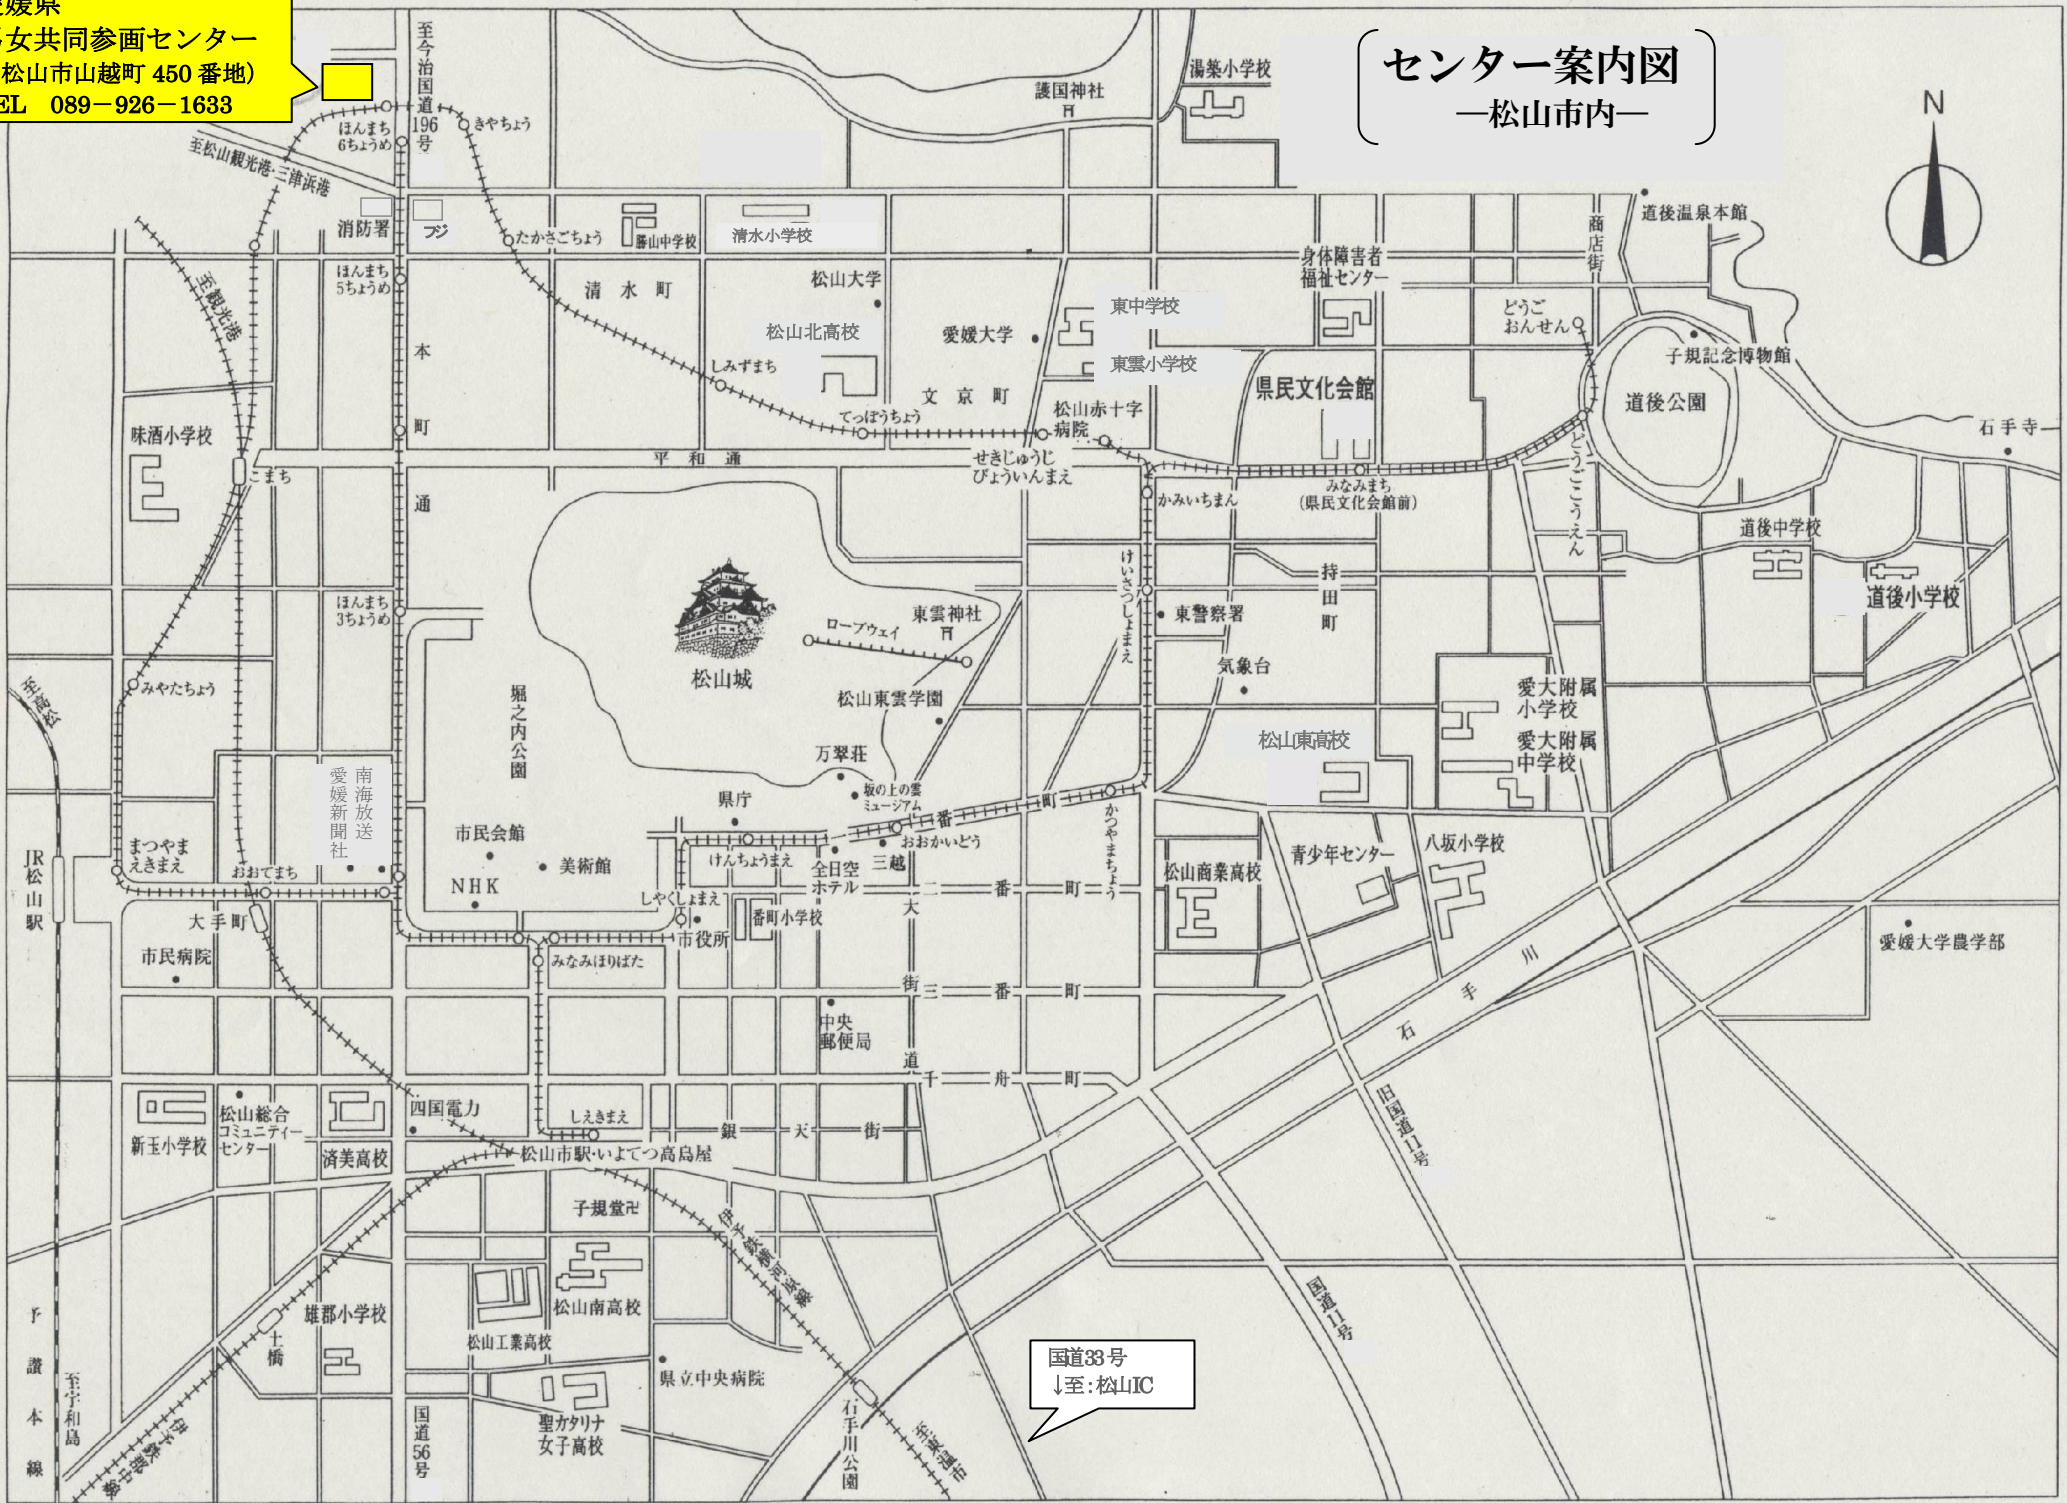 愛媛県
男女共同参画センター
松山市山越町 450 番地）
TEL 089－926－1633
センター案内図
―松山市内―
N
至今治国道196号
湯築小学校
護国神社
ほんまち
6ちょうめ
きやちょう
至松山観光港・三津浜港
消防署
フジ
たかさごちょう
勝山中学校
清水小学校
商店街
道後温泉本館
身体障害者
福祉センター
至観光港
ほんまち
5ちょうめ
清水町
松山大学
松山北高校
愛媛大学
東中学校
東雲小学校
どうご
おんせん
子規記念博物館
本町通
しみずまち
文京町
県民文化会館
道後公園
てっぽうちょう
松山赤十字
病院
味酒小学校
石手寺
こまち
平和通
せきじゅうじ
びょういんまえ
かみいちまん
みなみまち
（県民文化会館前）
どうごこうえん
道後中学校
けいさつしょまえ
持田町
道後小学校
ほんまち
3ちょうめ
東雲神社
ロープウェイ
東警察署
松山城
気象台
至高松
みやたちょう
堀之内公園
松山東雲学園
愛大附属
小学校
松山東高校
愛大附属
中学校
万翠荘
南海放送
愛媛新聞社
坂の上の雲
ミュージアム
県庁
一番町
市民会館
けんちょうまえ
おおかいどう
かつやまちょう
JR松山駅
まつやま
えきまえ
おおてまち
美術館
全日空
ホテル
三越
松山商業高校
青少年センター
八坂小学校
NHK
しやくしょまえ
二番町
大手町
番町小学校
市役所
大街道
市民病院
みなみほりばた
愛媛大学農学部
三番町
石手川
中央
郵便局
千舟町
松山総合
コミュニティー
センター
新玉小学校
済美高校
四国電力
しえきまえ
銀天街
旧国道11号
松山市駅・いよてつ高島屋
子規堂卍
伊予鉄横河原線
国道11号
雄郡小学校
松山南高校
松山工業高校
土橋
予讃本線
国道33号
↓至：松山IC
至宇和島
県立中央病院
伊予鉄郡中線
国道56号
聖カタリナ
女子高校
石手川公園
至東温市